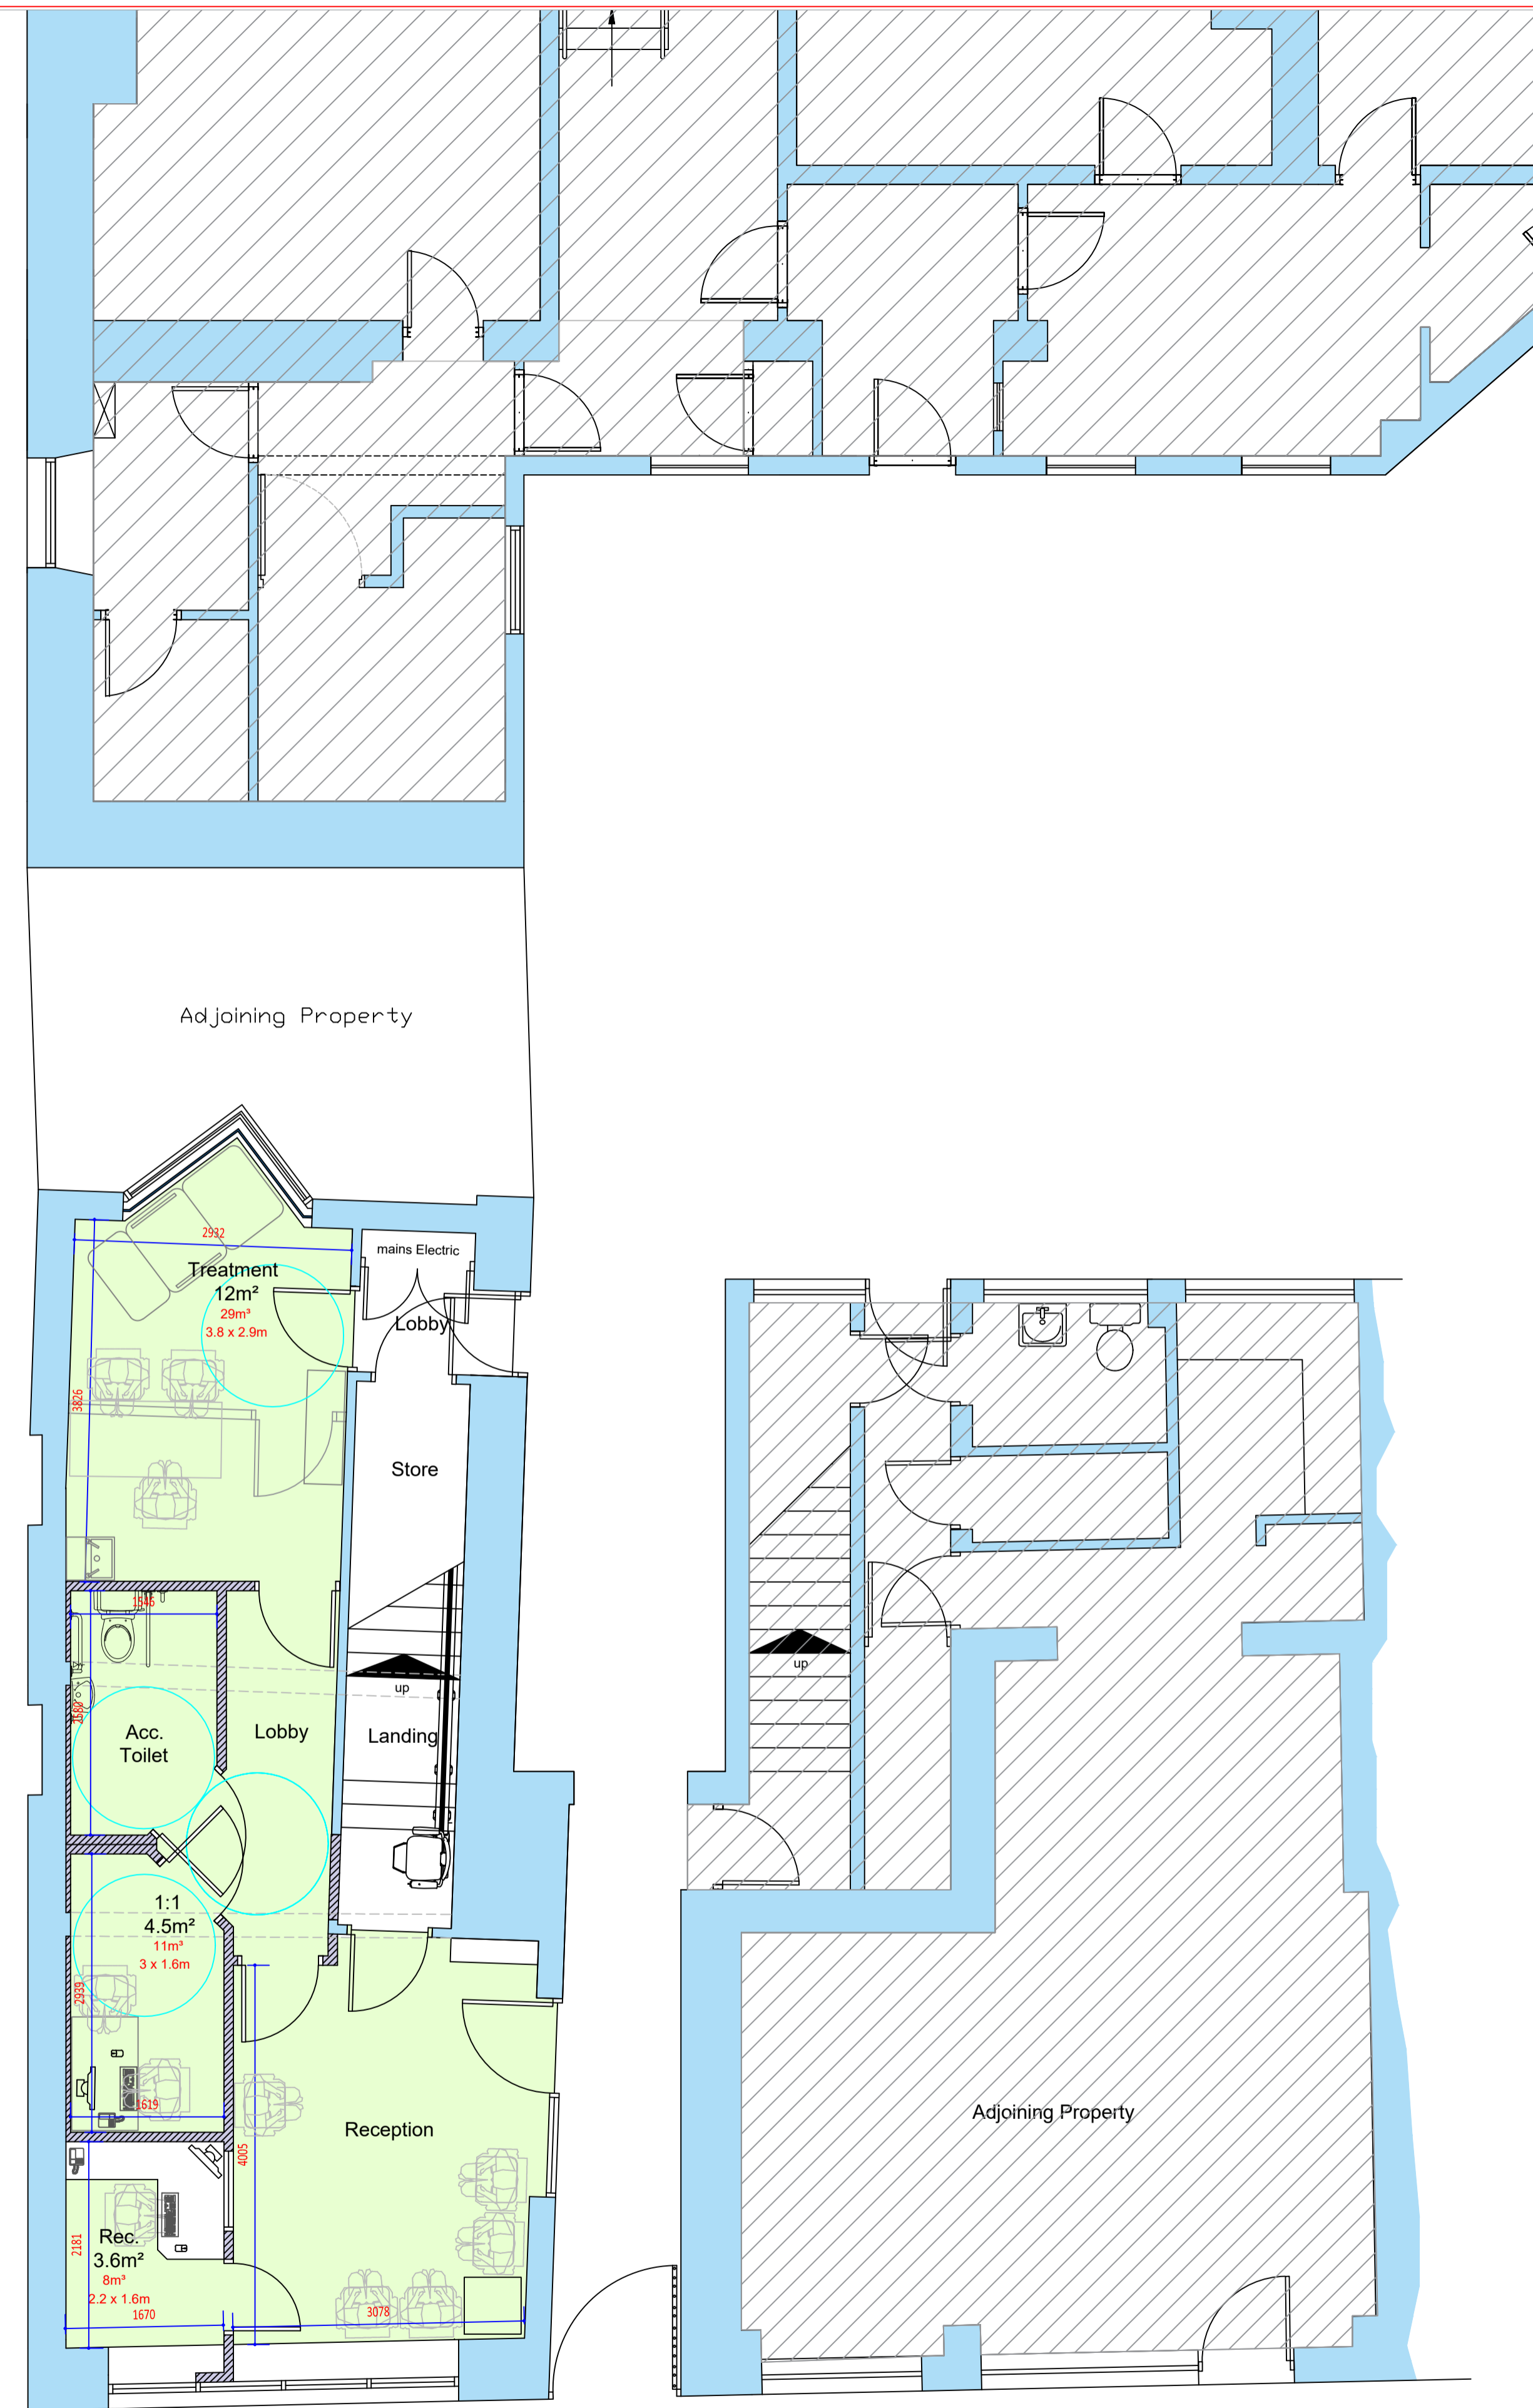 Adjoining Property
2932
mains Electric
Treatment
12m²
29m³
3.8 x 2.9m
Lobby
3826
Store
1546
up
up
2580
Acc.
Toilet
Lobby
Landing
1:1
4.5m²
11m³
3 x 1.6m
2939
1619
Reception
Adjoining Property
4005
2181
Rec.
3.6m²
8m³
2.2 x 1.6m
1670
3078